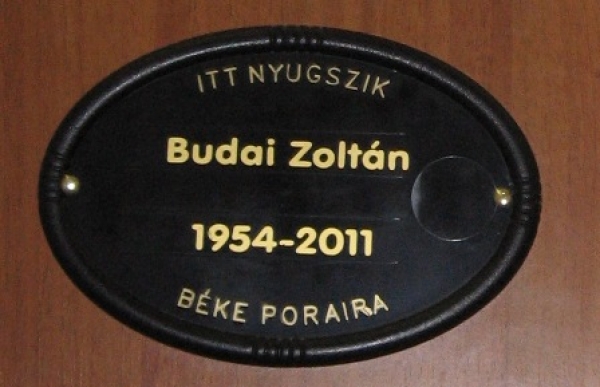 ITT NYUGSZIK
Budai Zoltán
1954-2011
BÉKE PORAIRA